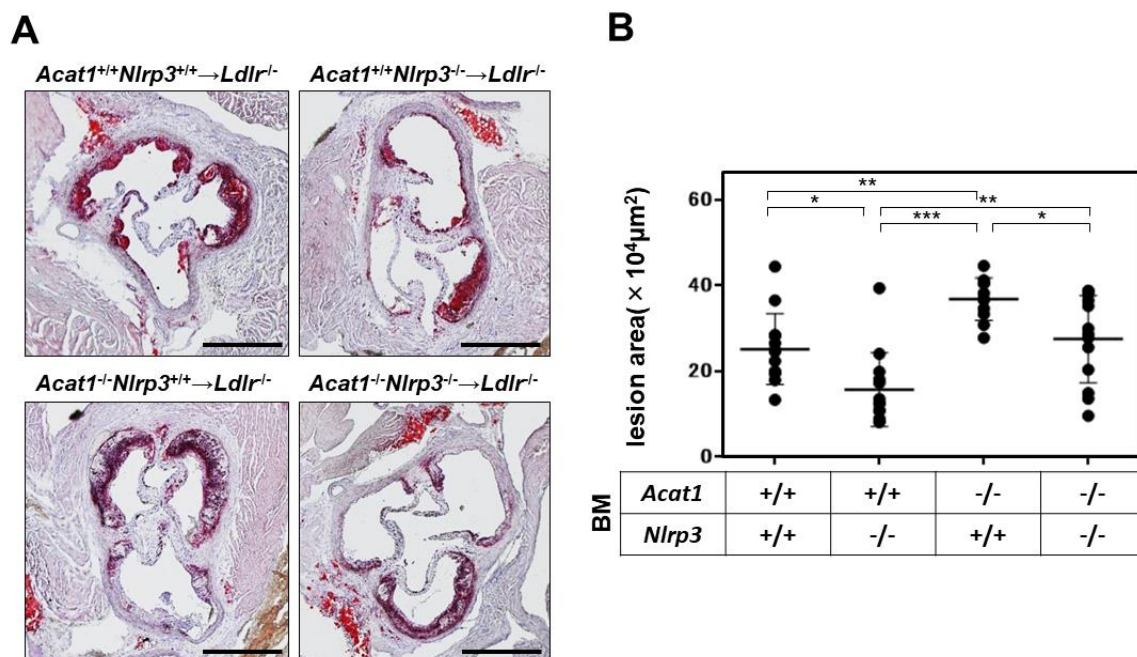 A
Acat1+/+Nlrp3+/+→Ldlr-/-
Acat1+/+Nlrp3-/-→Ldlr-/-
Acat1-/-Nlrp3+/+→Ldlr-/-
Acat1-/-Nlrp3-/-→Ldlr-/-
B
lesion area( × 10⁴μm²)
60
40
20
0
**
* **
*** *
BM
Acat1 +/+ +/+ -/- -/-
Nlrp3 +/+ -/- +/+ -/-